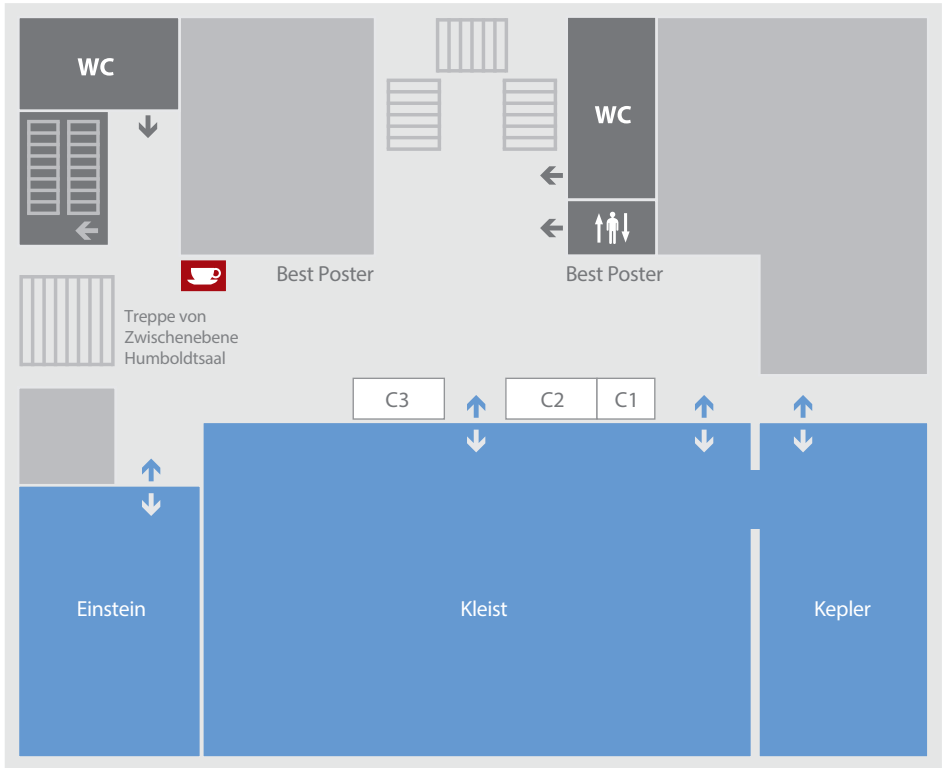 WC
WC
Best Poster
Best Poster
Treppe von
Zwischenebene
Humboldtsaal
C3
C2
C1
Einstein
Kleist
Kepler